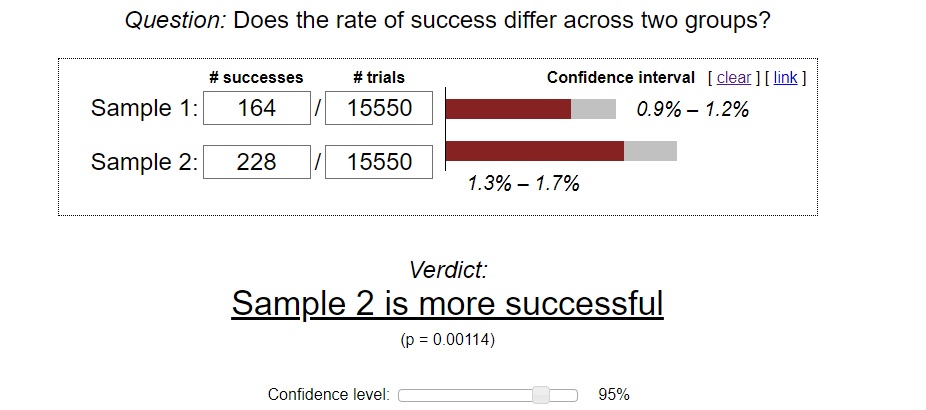 Question: Does the rate of success differ across two groups?
# successes # trials Confidence interval [ clear ] [ link ]
Sample 1: 164 / 15550 0.9% – 1.2%
Sample 2: 228 / 15550
1.3% – 1.7%
Verdict:
Sample 2 is more successful
(p = 0.00114)
Confidence level: 95%